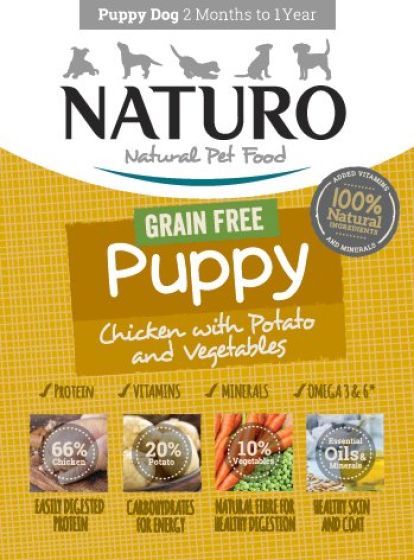 Puppy Dog 2 Months to 1 Year
NATURO
Natural Pet Food
ADDED VITAMINS
100%
Natural
INGREDIENTS
AND MINERALS
GRAIN FREE
Puppy
Chicken with Potato
and Vegetables
✓ PROTEIN ✓ VITAMINS ✓ MINERALS ✓ OMEGA 3 & 6*
66%
Chicken
20%
Potato
10%
Vegetables
Essential
Oils &
Minerals
EASILY DIGESTED
PROTEIN
CARBOHYDRATES
FOR ENERGY
NATURAL FIBRE FOR
HEALTHY DIGESTION
HEALTHY SKIN
AND COAT